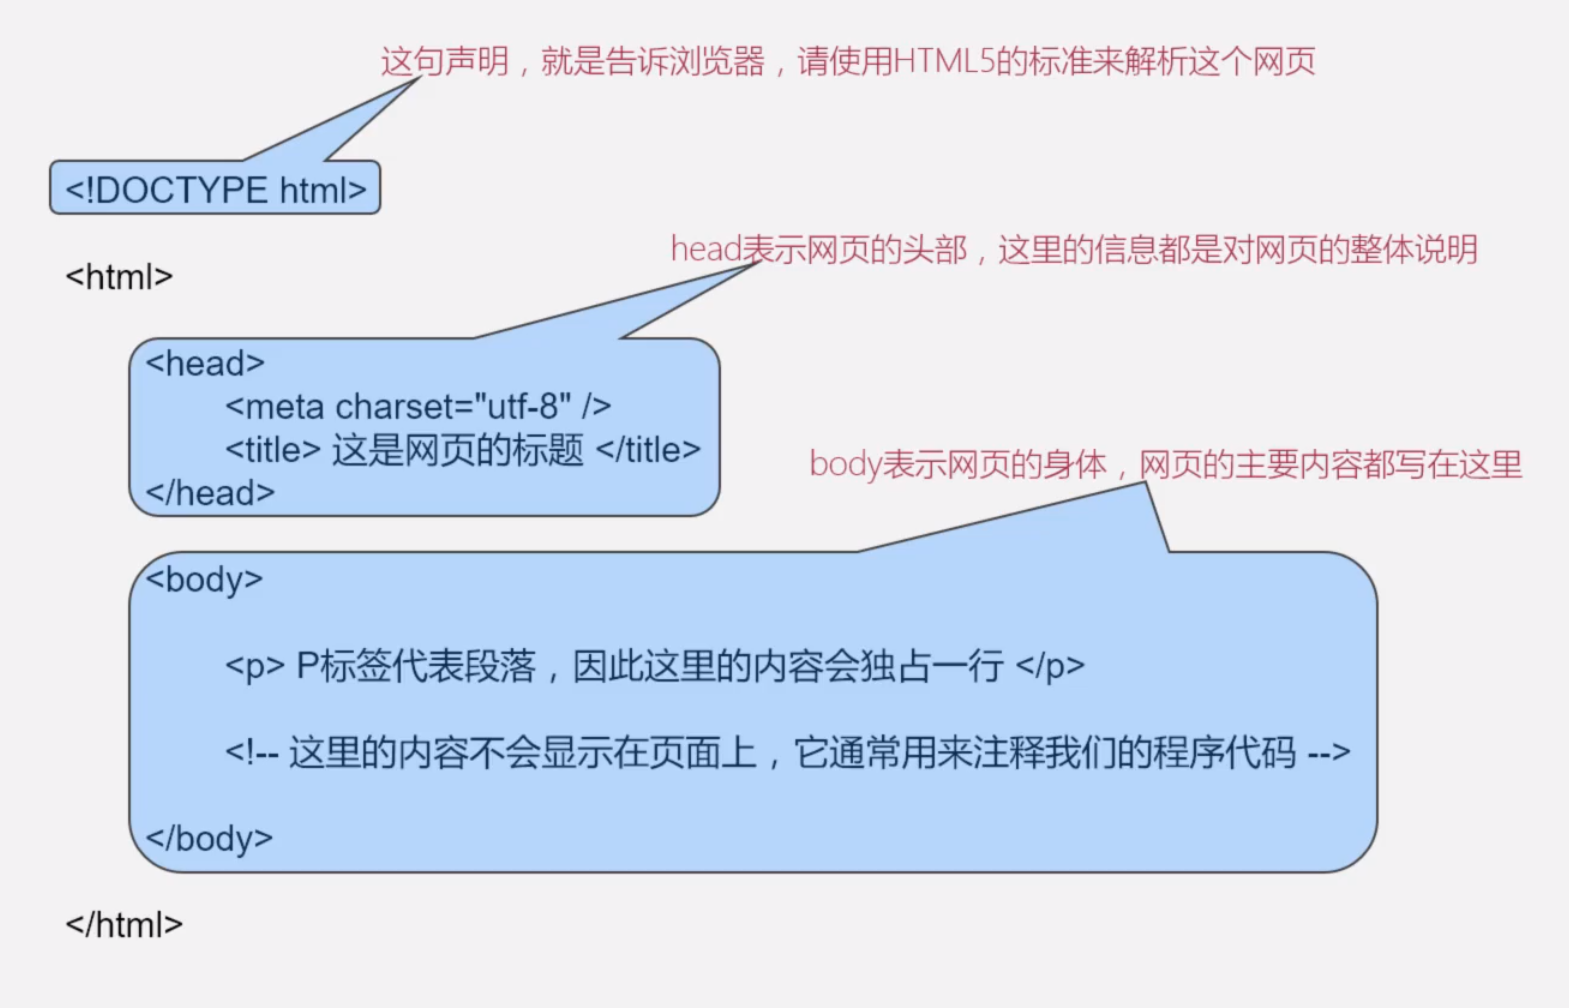 这句声明，就是告诉浏览器，请使用HTML5的标准来解析这个网页
<!DOCTYPE html>
head表示网页的头部，这里的信息都是对网页的整体说明
<html>
<head>
<meta charset="utf-8" />
<title> 这是网页的标题 </title>
</head>
body表示网页的身体，网页的主要内容都写在这里
<body>
<p> P标签代表段落，因此这里的内容会独占一行 </p>
<!-- 这里的内容不会显示在页面上，它通常用来注释我们的程序代码 -->
</body>
</html>